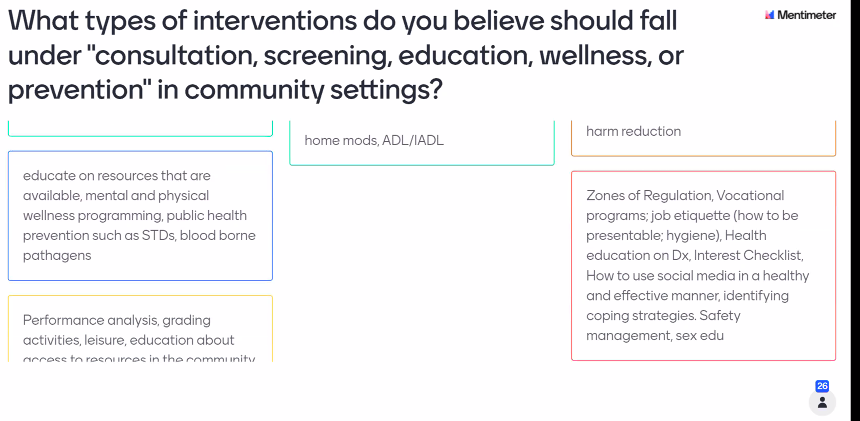 What types of interventions do you believe should fall
under "consultation, screening, education, wellness, or
prevention" in community settings?
Mentimeter
educate on resources that are
available, mental and physical
wellness programming, public health
prevention such as STDs, blood borne
pathagens
Performance analysis, grading
activities, leisure, education about
access to resources in the community
home mods, ADL/IADL
harm reduction
Zones of Regulation, Vocational
programs; job etiquette (how to be
presentable; hygiene), Health
education on Dx, Interest Checklist,
How to use social media in a healthy
and effective manner, identifying
coping strategies. Safety
management, sex edu
26